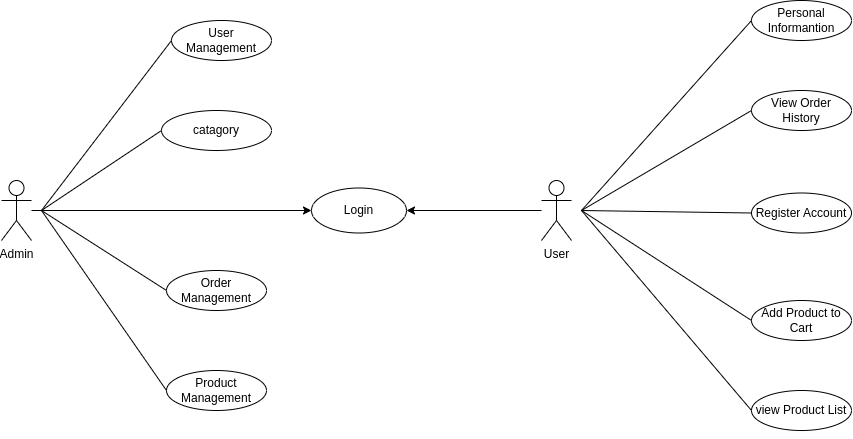 Personal
Informantion
User
Management
View Order
History
catagory
Login
Register Account
Admin
User
Order
Management
Add Product to
Cart
Product
Management
view Product List